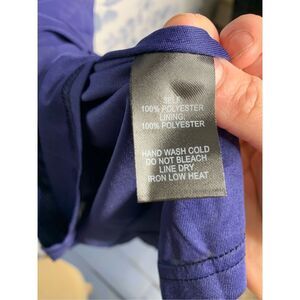 SELF:
100% POLYESTER
LINING:
100% POLYESTER
HAND WASH COLD
DO NOT BLEACH
LINE DRY
IRON LOW HEAT